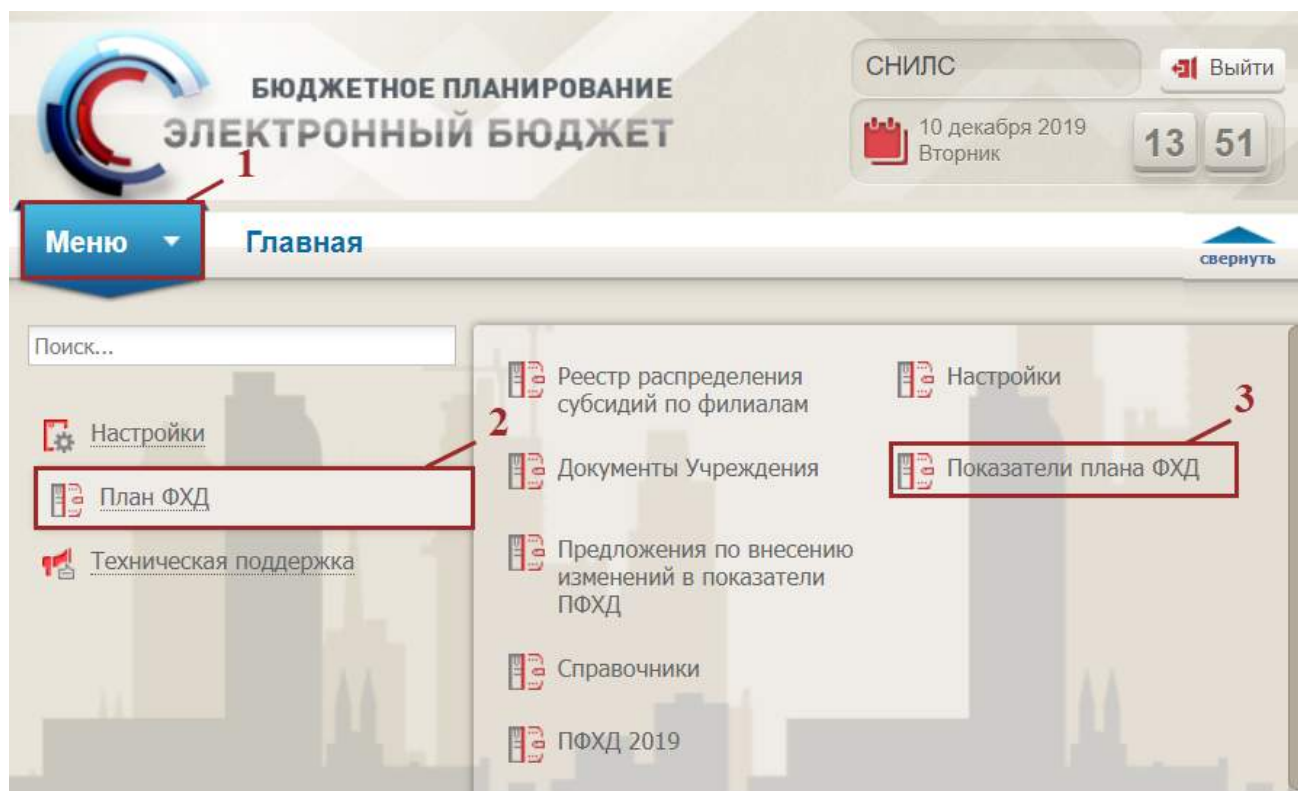 БЮДЖЕТНОЕ ПЛАНИРОВАНИЕ
ЭЛЕКТРОННЫЙ БЮДЖЕТ
СНИЛС
Выйти
10 декабря 2019
Вторник
13 51
1
Меню
Главная
свернуть
Поиск...
Настройки
2
План ФХД
Техническая поддержка
Реестр распределения
субсидий по филиалам
Документы Учреждения
Предложения по внесению
изменений в показатели
ПФХД
Справочники
ПФХД 2019
Настройки
3
Показатели плана ФХД